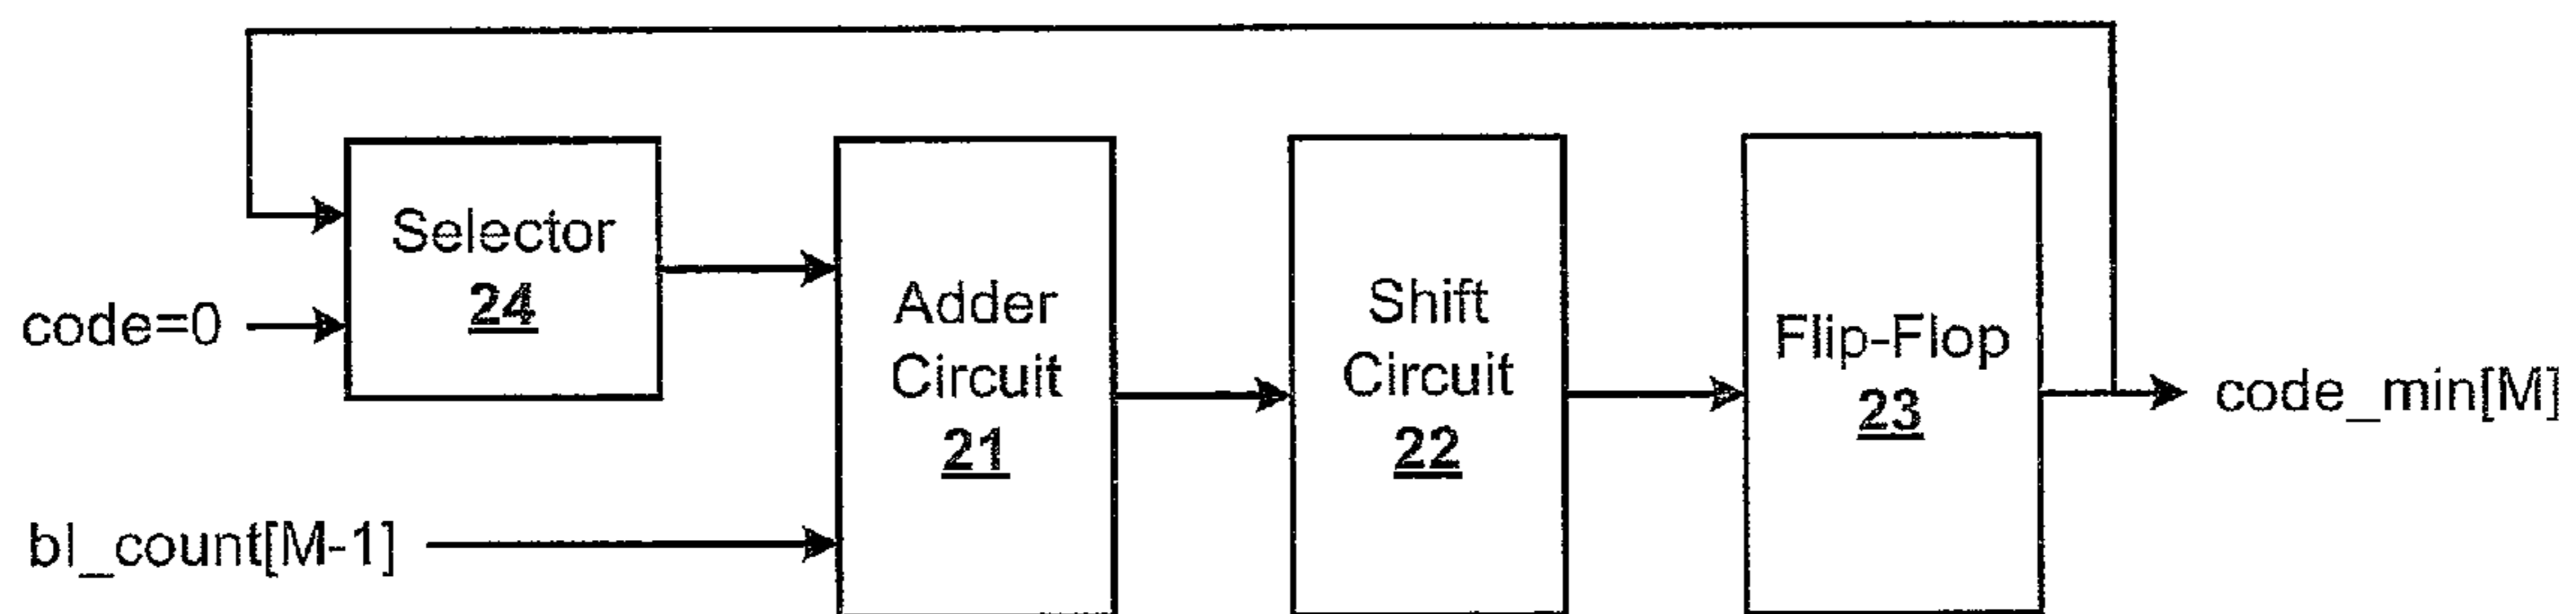 Selector
24
code=0
bl_count[M-1]
Adder
Circuit
21
Shift
Circuit
22
Flip-Flop
23
code_min[M]